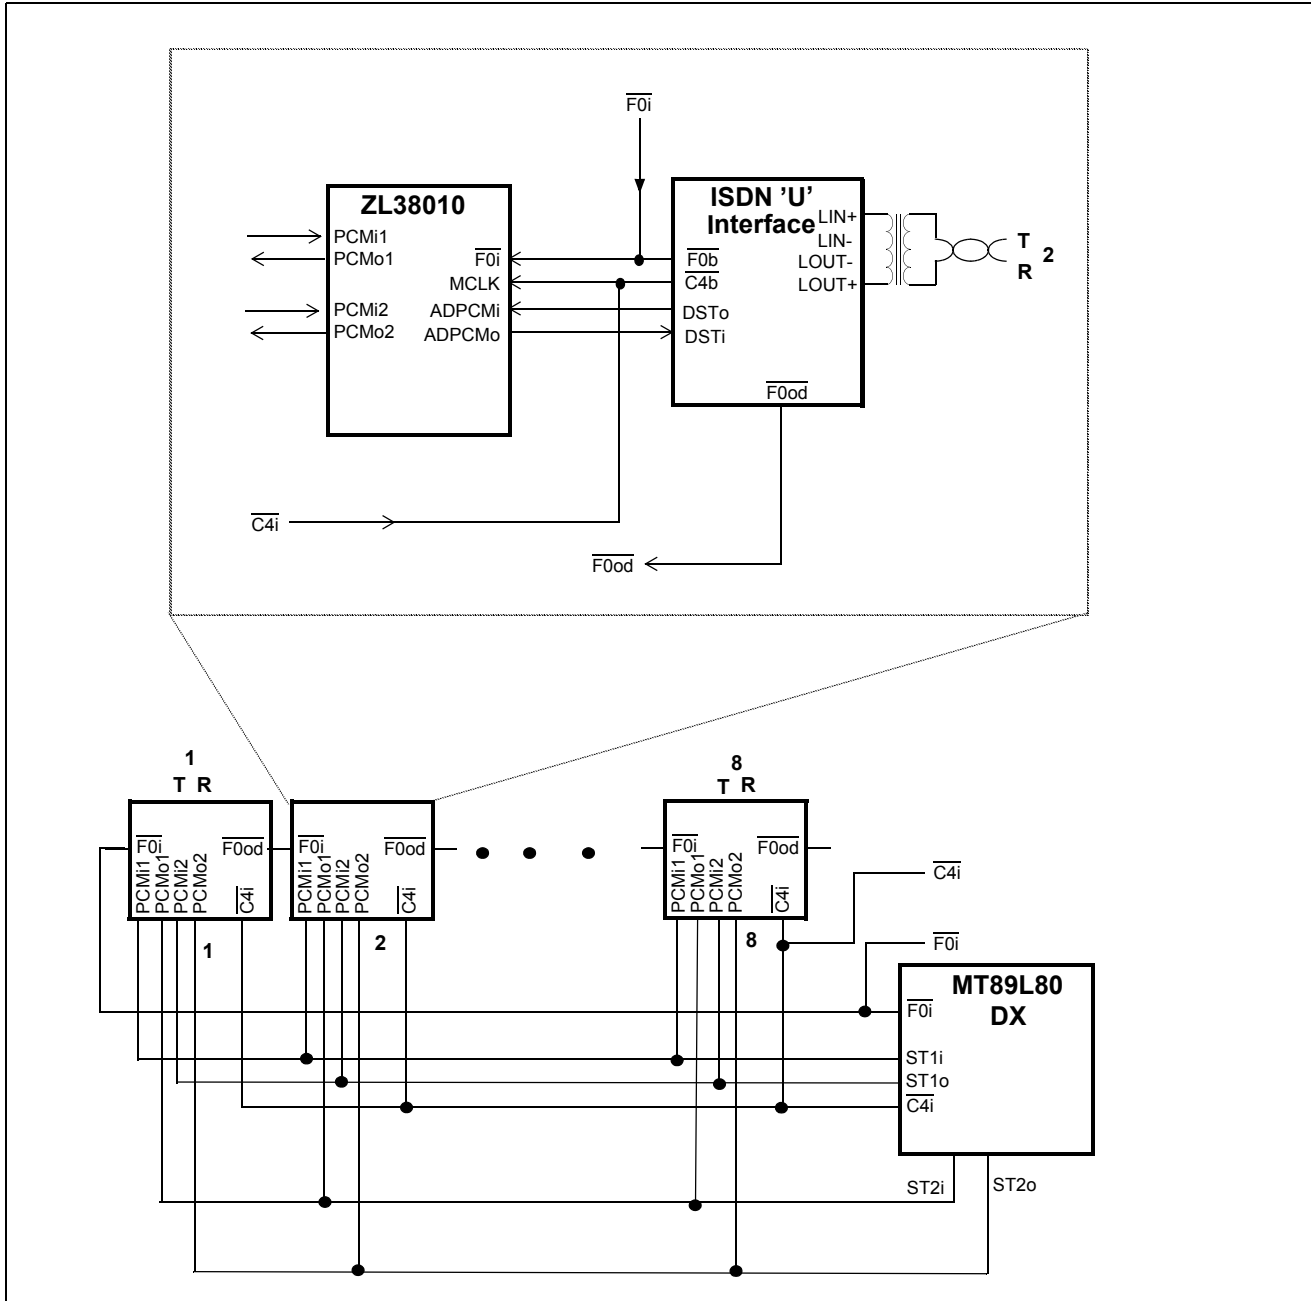 F0i
ZL38010
ISDN 'U'
Interface
PCMi1
PCMo1
PCMi2
PCMo2
F0i
MCLK
ADPCMi
ADPCMo
F0b
C4b
DSTo
DSTi
LIN+
LIN-
LOUT-
LOUT+
F0od
T
R
2
C4i
F0od
1
T R
8
T R
F0i
F0od
PCMi1
PCMo1
PCMi2
PCMo2
C4i
1
F0i
F0od
PCMi1
PCMo1
PCMi2
PCMo2
C4i
2
F0i
F0od
PCMi1
PCMo1
PCMi2
PCMo2
C4i
8
C4i
F0i
MT89L80
DX
F0i
ST1i
ST1o
C4i
ST2i
ST2o